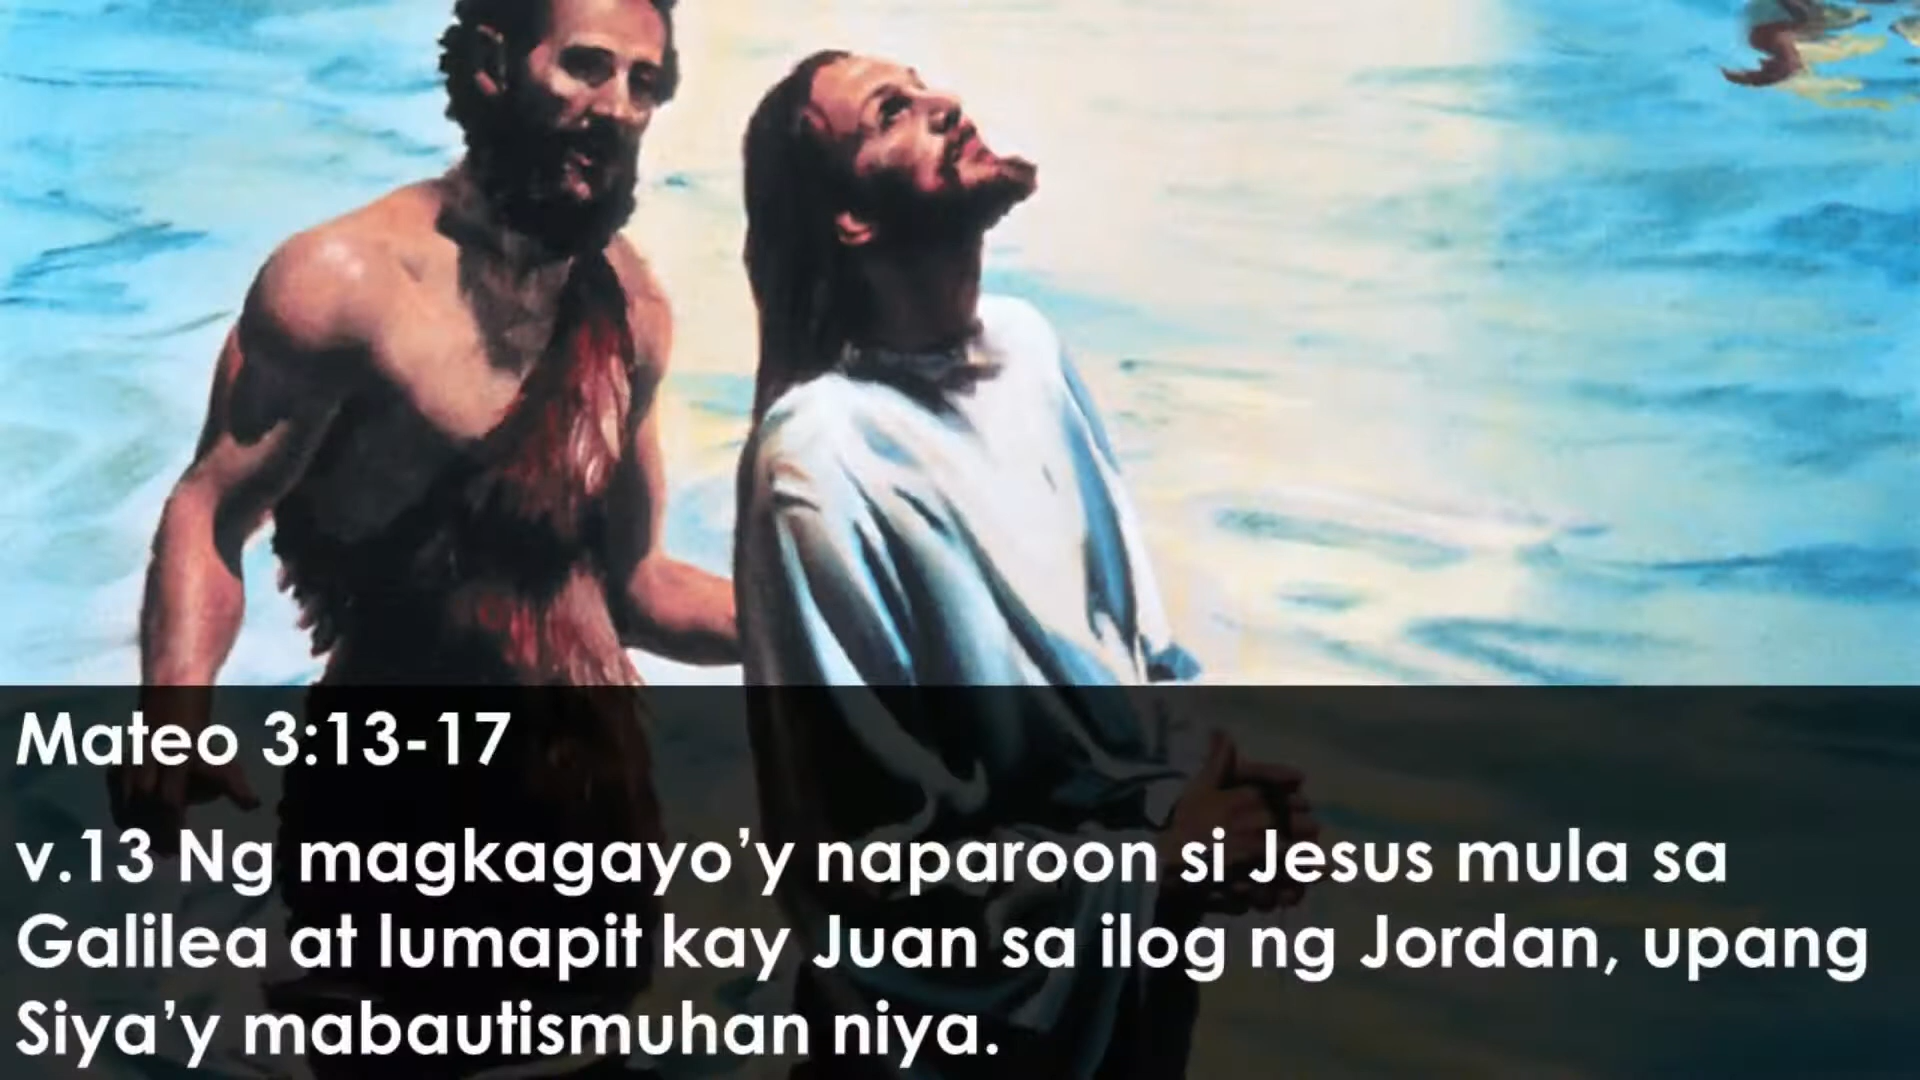 Mateo 3:13-17
v.13 Ng magkagayo’y naparoon si Jesus mula sa
Galilea at lumapit kay Juan sa ilog ng Jordan, upang
Siya’y mabautismuhan niya.